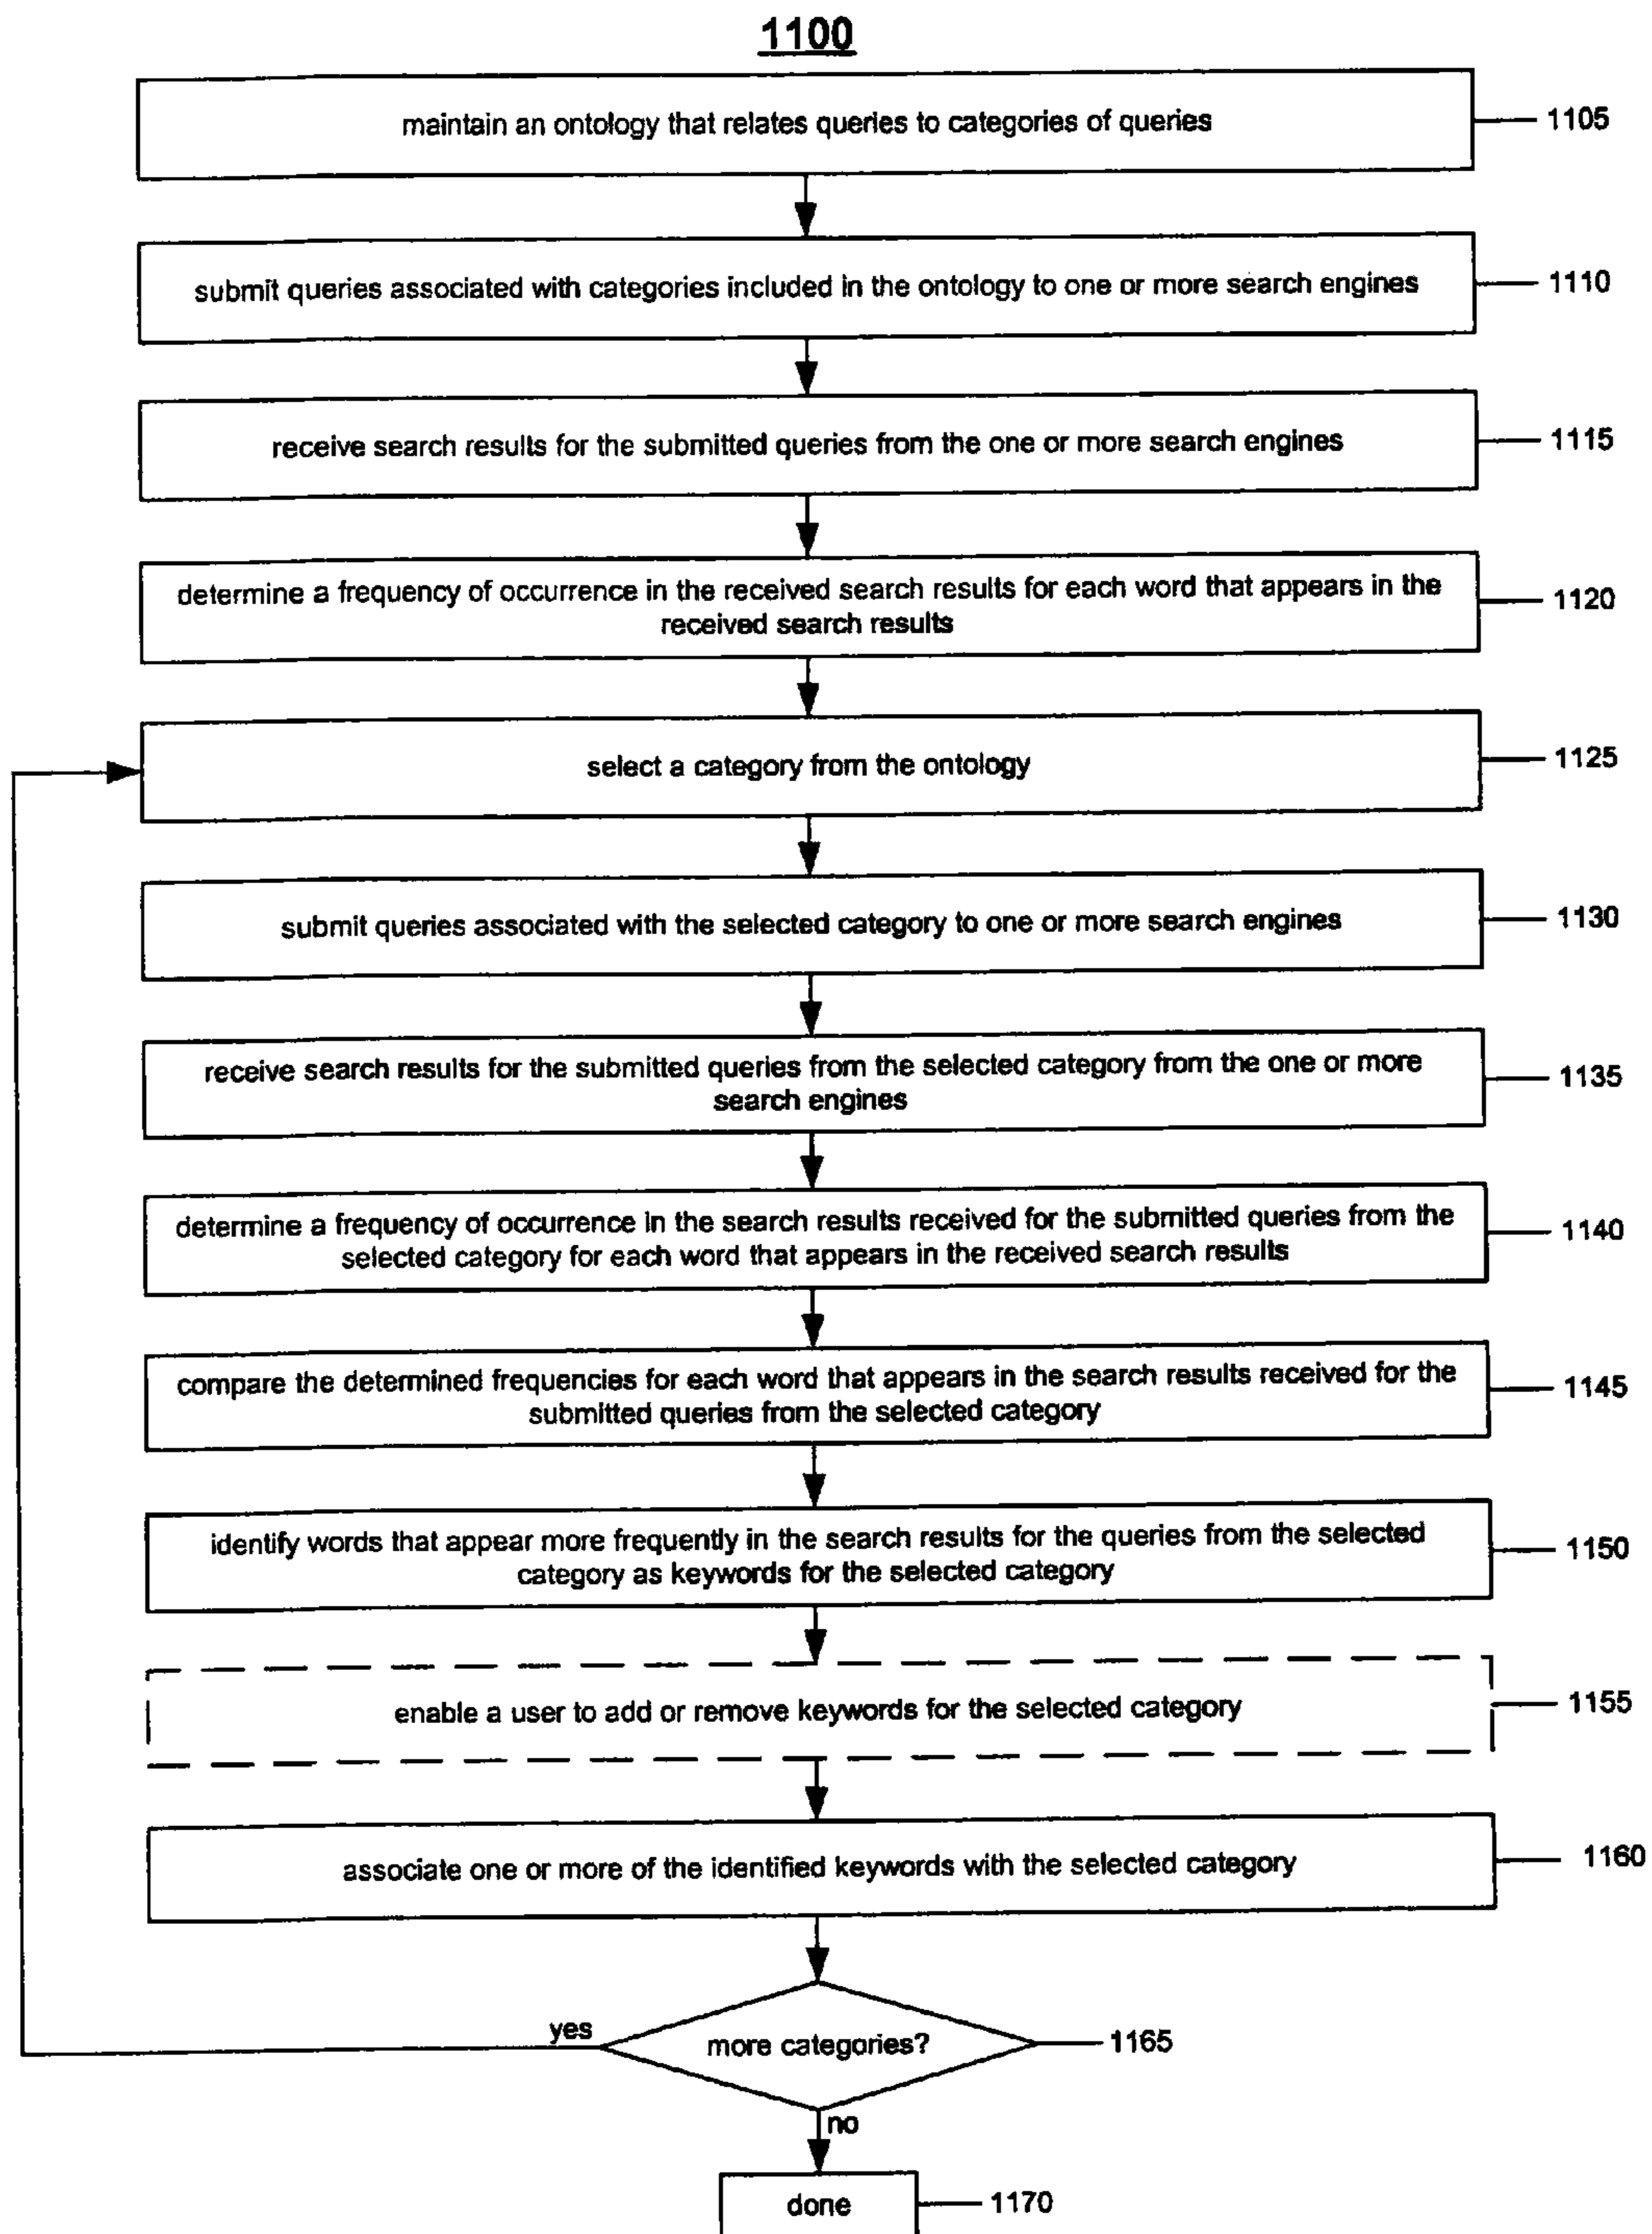 1100
maintain an ontology that relates queries to categories of queries
1105
submit queries associated with categories included in the ontology to one or more search engines
1110
receive search results for the submitted queries from the one or more search engines
1115
determine a frequency of occurrence in the received search results for each word that appears in the
received search results
1120
select a category from the ontology
1125
submit queries associated with the selected category to one or more search engines
1130
receive search results for the submitted queries from the selected category from the one or more
search engines
1135
determine a frequency of occurrence in the search results received for the submitted queries from the
selected category for each word that appears in the received search results
1140
compare the determined frequencies for each word that appears in the search results received for the
submitted queries from the selected category
1145
identify words that appear more frequently in the search results for the queries from the selected
category as keywords for the selected category
1150
enable a user to add or remove keywords for the selected category
1155
associate one or more of the identified keywords with the selected category
1160
yes
more categories?
1165
no
done
1170